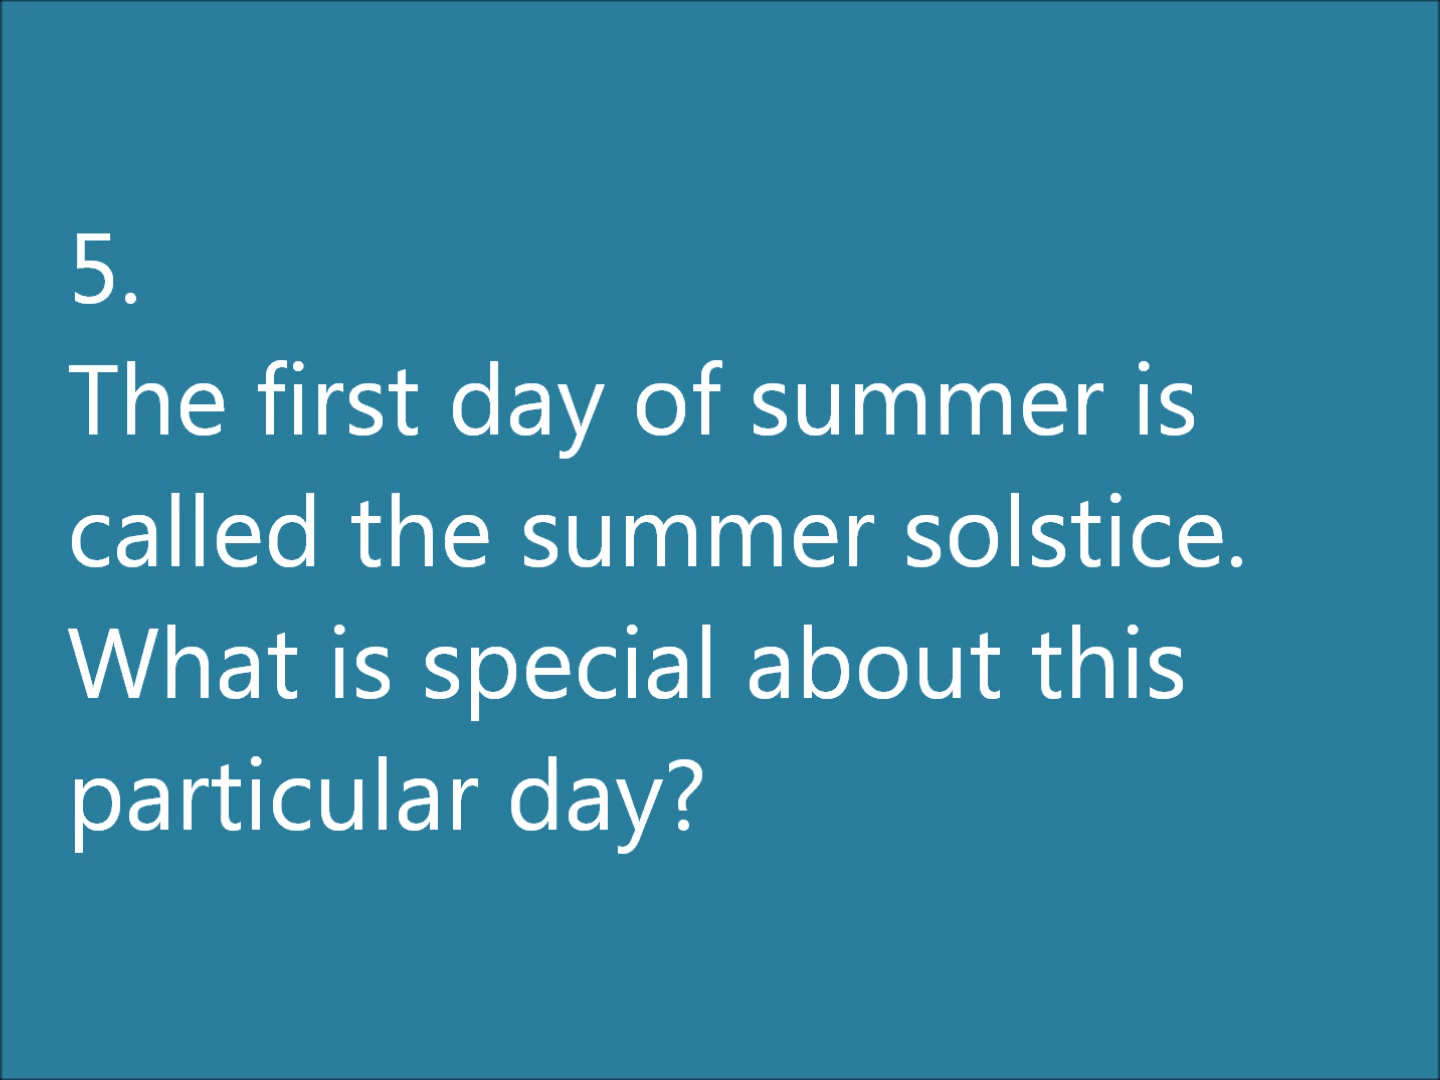 5.
The first day of summer is
called the summer solstice.
What is special about this
particular day?